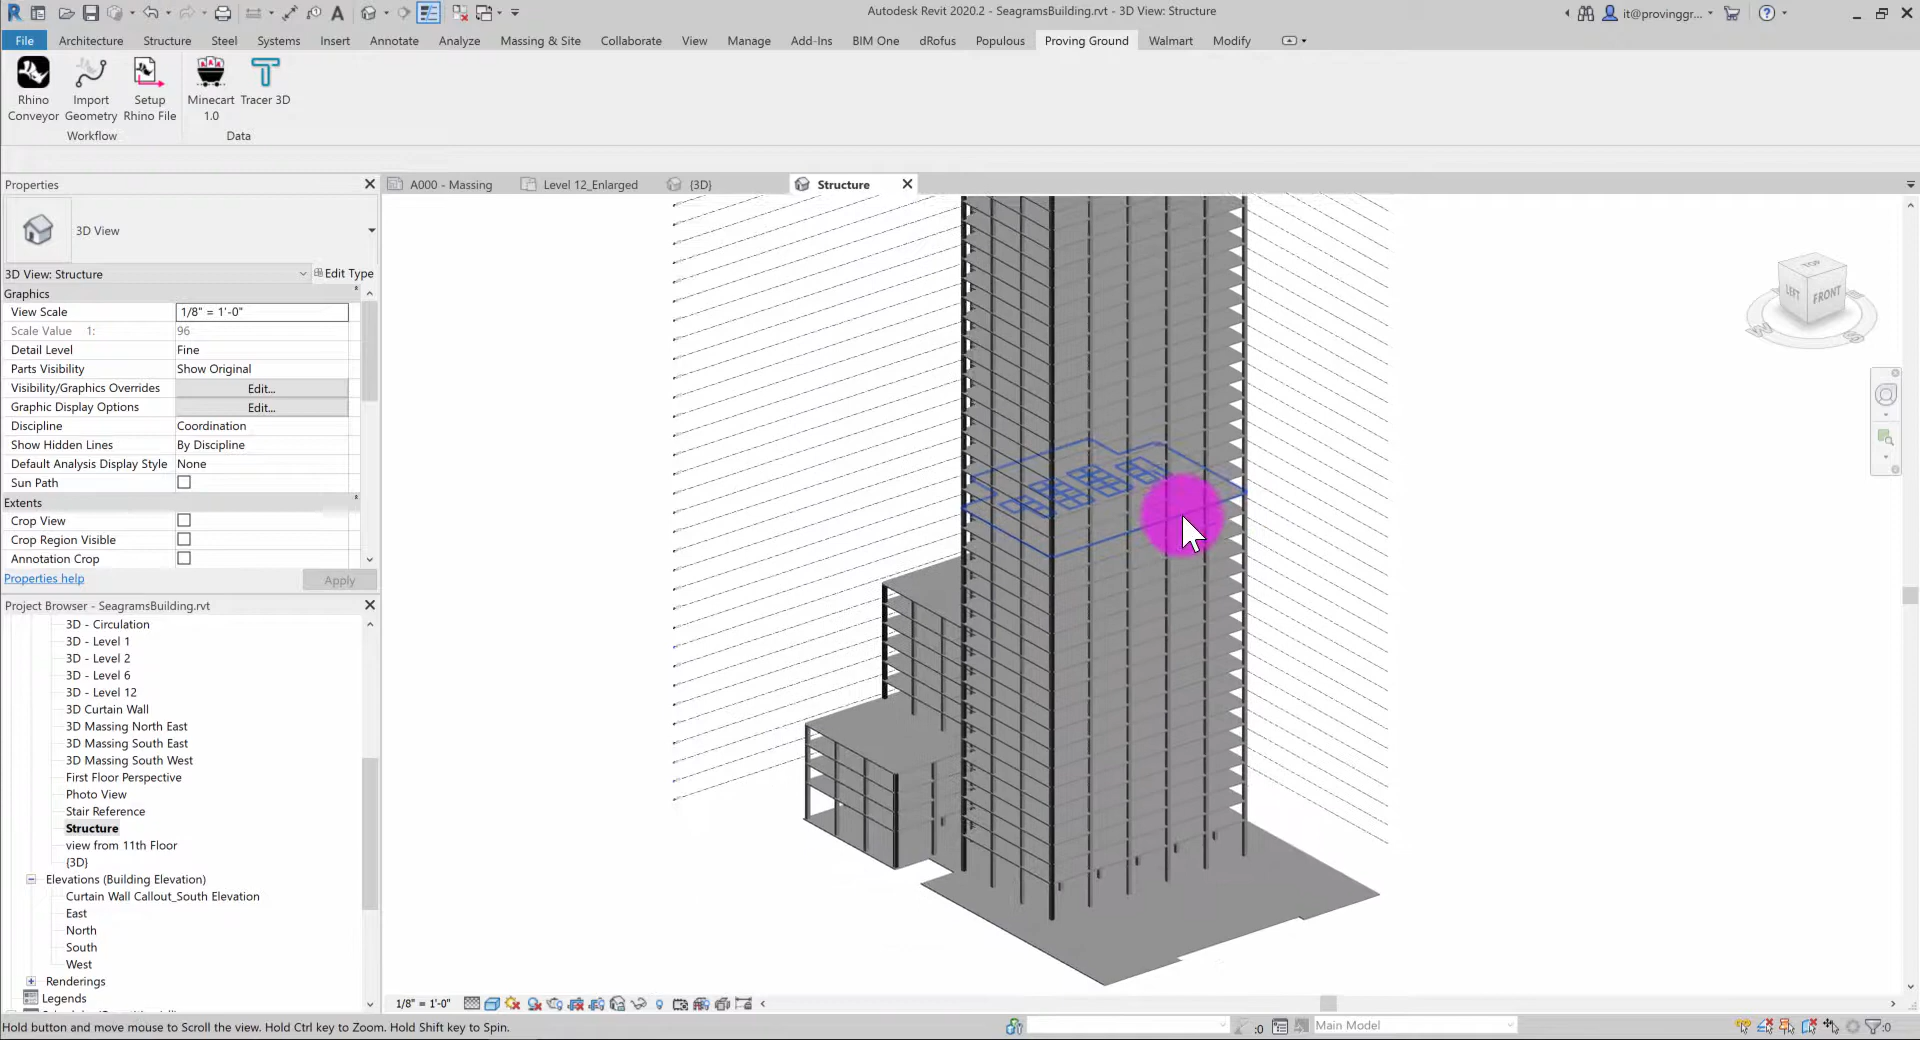 Autodesk Revit 2020.2 - SeagramsBuilding.rvt - 3D View: Structure
it@provinggr...
File Architecture Structure Steel Systems Insert Annotate Analyze Massing & Site Collaborate View Manage Add-Ins BIM One dRofus Populous Proving Ground Walmart Modify
Rhino Conveyor
Import Geometry
Setup Rhino File
Minecart 1.0
Tracer 3D
Workflow
Data
Properties
A000 - Massing
Level 12_Enlarged
{3D}
Structure
3D View
3D View: Structure
Edit Type
Graphics
View Scale 1/8" = 1'-0"
Scale Value 1: 96
Detail Level Fine
Parts Visibility Show Original
Visibility/Graphics Overrides Edit...
Graphic Display Options Edit...
Discipline Coordination
Show Hidden Lines By Discipline
Default Analysis Display Style None
Sun Path
Extents
Crop View
Crop Region Visible
Annotation Crop
Properties help
Apply
Project Browser - SeagramsBuilding.rvt
3D - Circulation
3D - Level 1
3D - Level 2
3D - Level 6
3D - Level 12
3D Curtain Wall
3D Massing North East
3D Massing South East
3D Massing South West
First Floor Perspective
Photo View
Stair Reference
Structure
view from 11th Floor
{3D}
Elevations (Building Elevation)
Curtain Wall Callout_South Elevation
East
North
South
West
Renderings
Legends
TOP
LEFT
FRONT
1/8" = 1'-0"
Hold button and move mouse to Scroll the view. Hold Ctrl key to Zoom. Hold Shift key to Spin.
:0
Main Model
:0